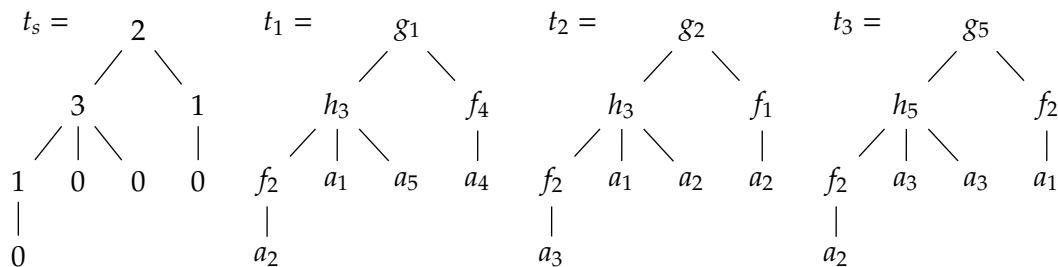 t_s = 2 t_1 = g_1 t_2 = g_2 t_3 = g_5
3 1 h_3 f_4 h_3 f_1 h_5 f_2
1 0 0 0 f_2 a_1 a_5 a_4 f_2 a_1 a_2 a_2 f_2 a_3 a_3 a_1
0 a_2 a_3 a_2